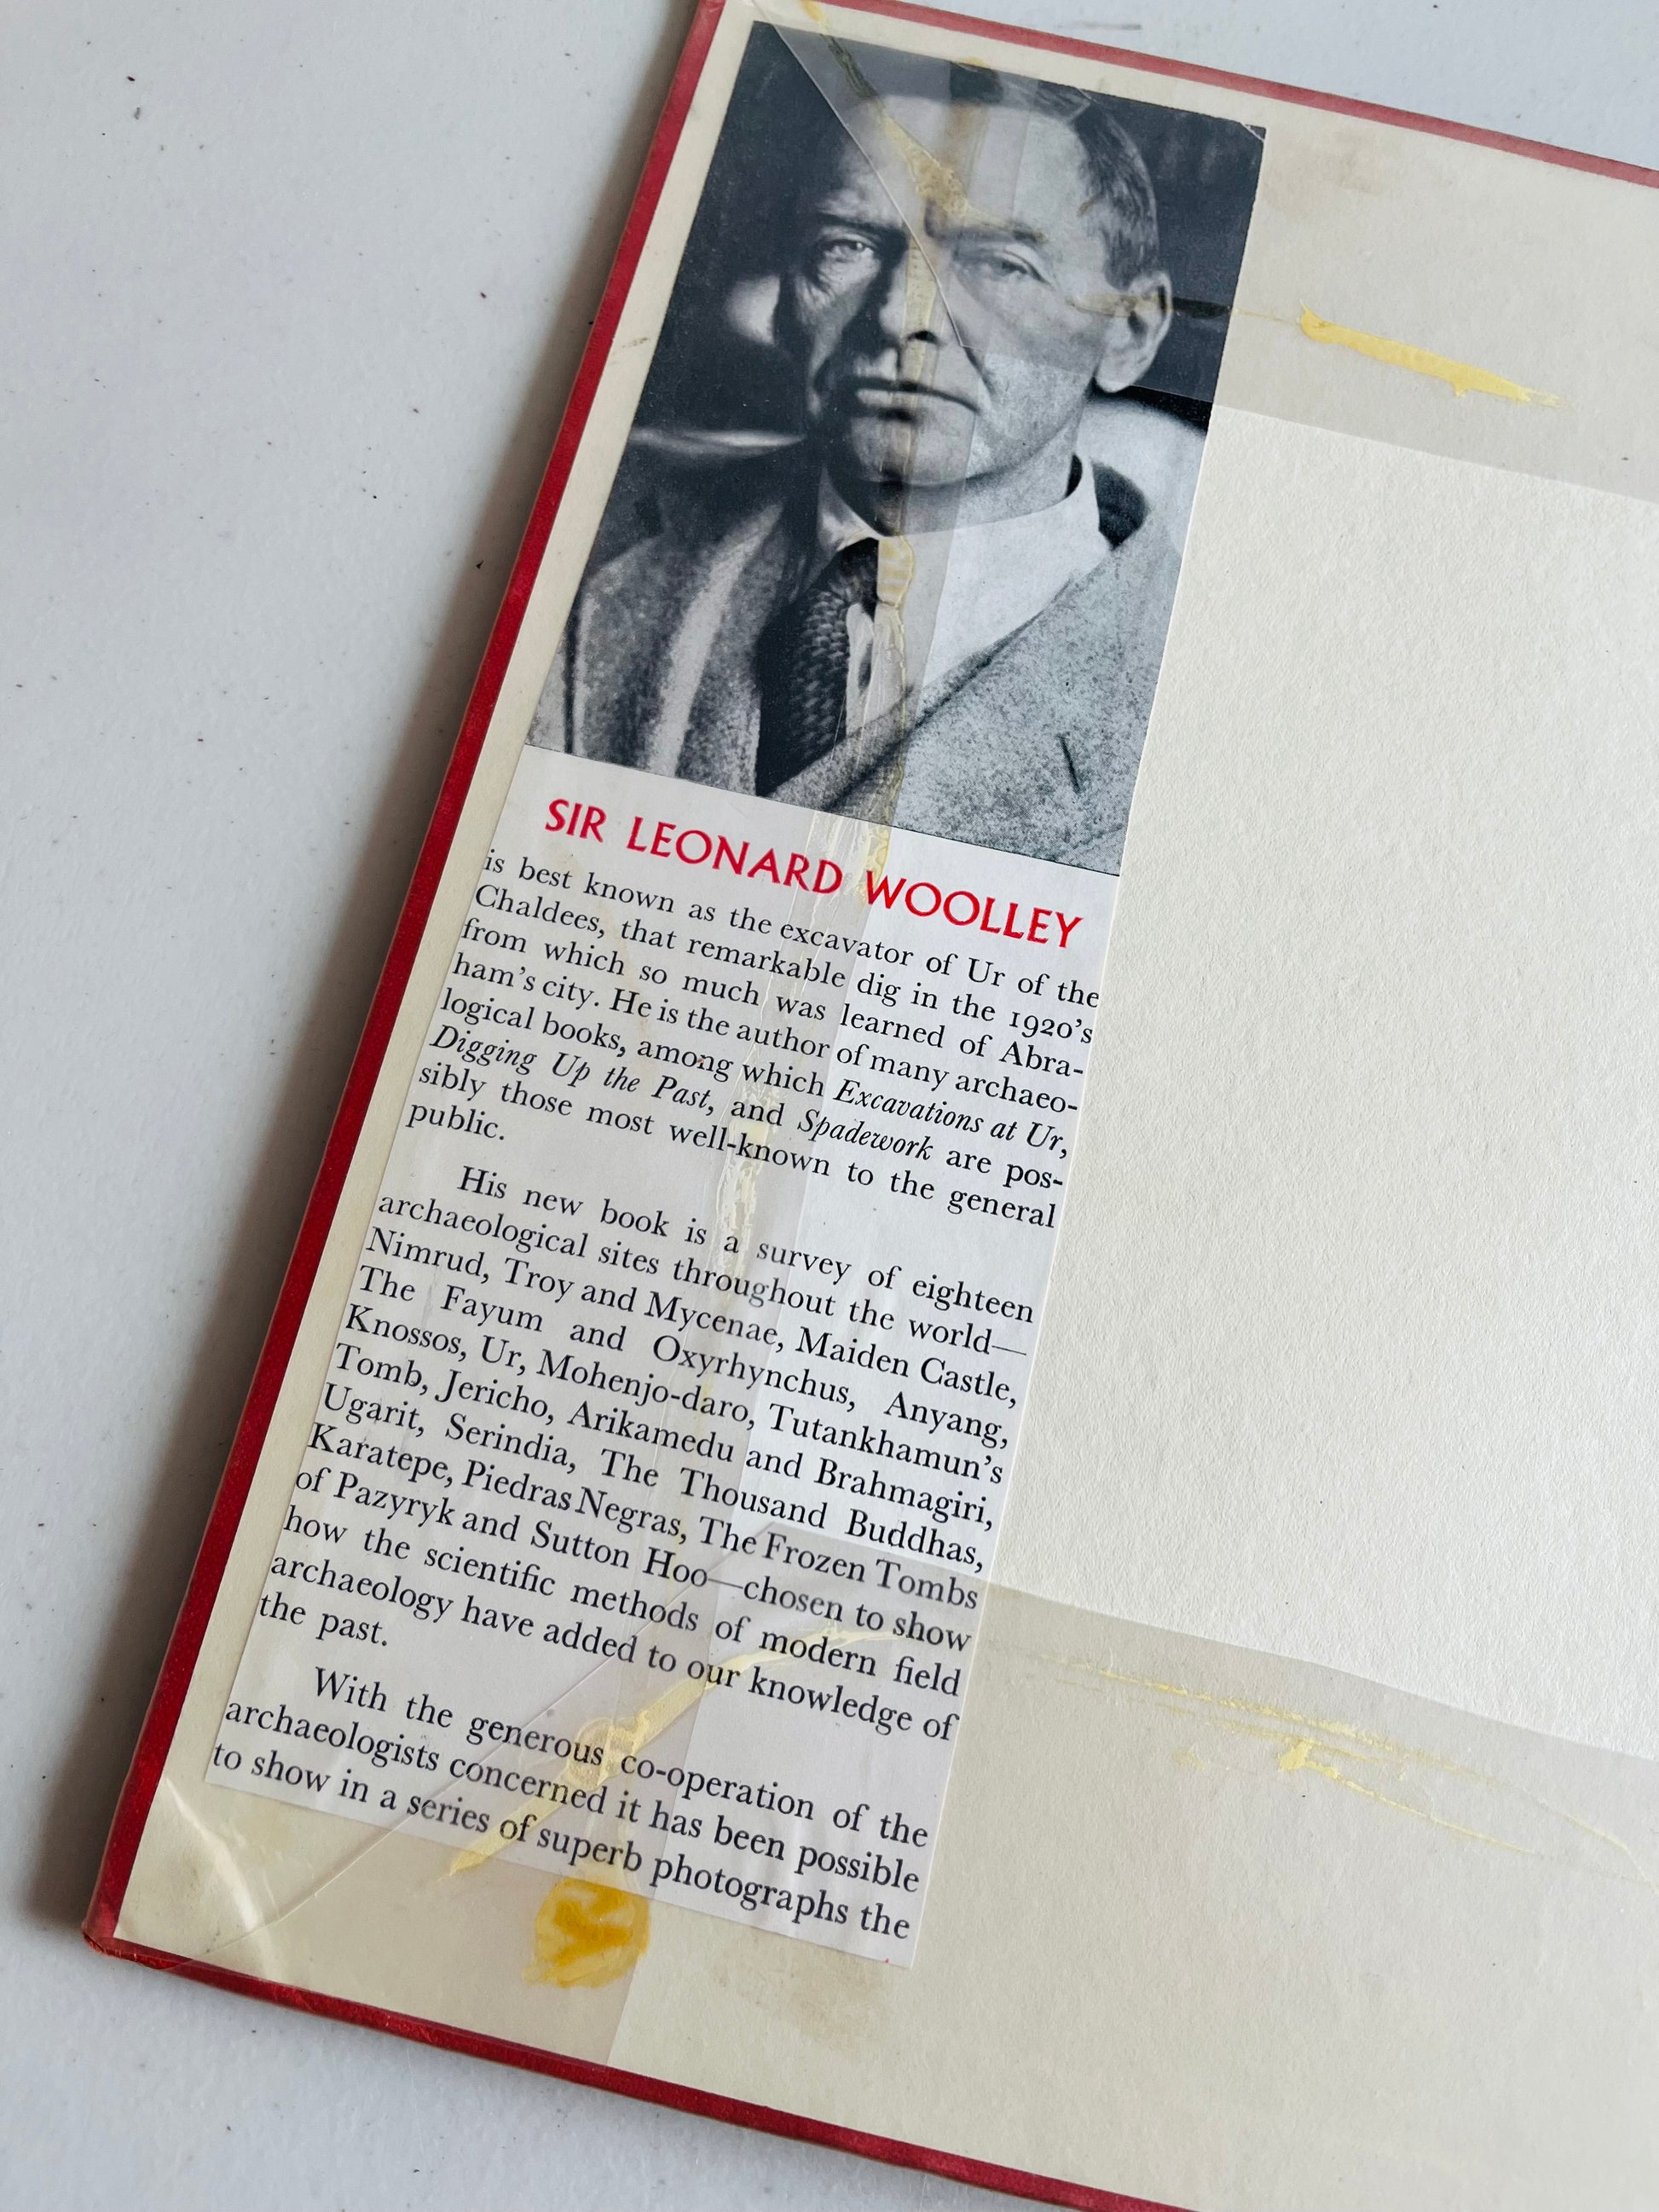 SIR LEONARD WOOLLEY
is best known as the excavator of Ur of the
Chaldees, that remarkable dig in the 1920's
from which so much was learned of Abra-
ham's city. He is the author of many archaeo-
logical books, among which Excavations at Ur,
Digging Up the Past, and Spadework are pos-
sibly those most well-known to the general
public.
His new book is a survey of eighteen
archaeological sites throughout the world—
Nimrud, Troy and Mycenae, Maiden Castle,
The Fayum and Oxyrhynchus, Anyang,
Knossos, Ur, Mohenjo-daro, Tutankhamun's
Tomb, Jericho, Arikamedu and Brahmagiri,
Ugarit, Serindia, The Thousand Buddhas,
Karatepe, Piedras Negras, The Frozen Tombs
of Pazyryk and Sutton Hoo—chosen to show
how the scientific methods of modern field
archaeology have added to our knowledge of
the past.
With the generous co-operation of the
archaeologists concerned it has been possible
to show in a series of superb photographs the